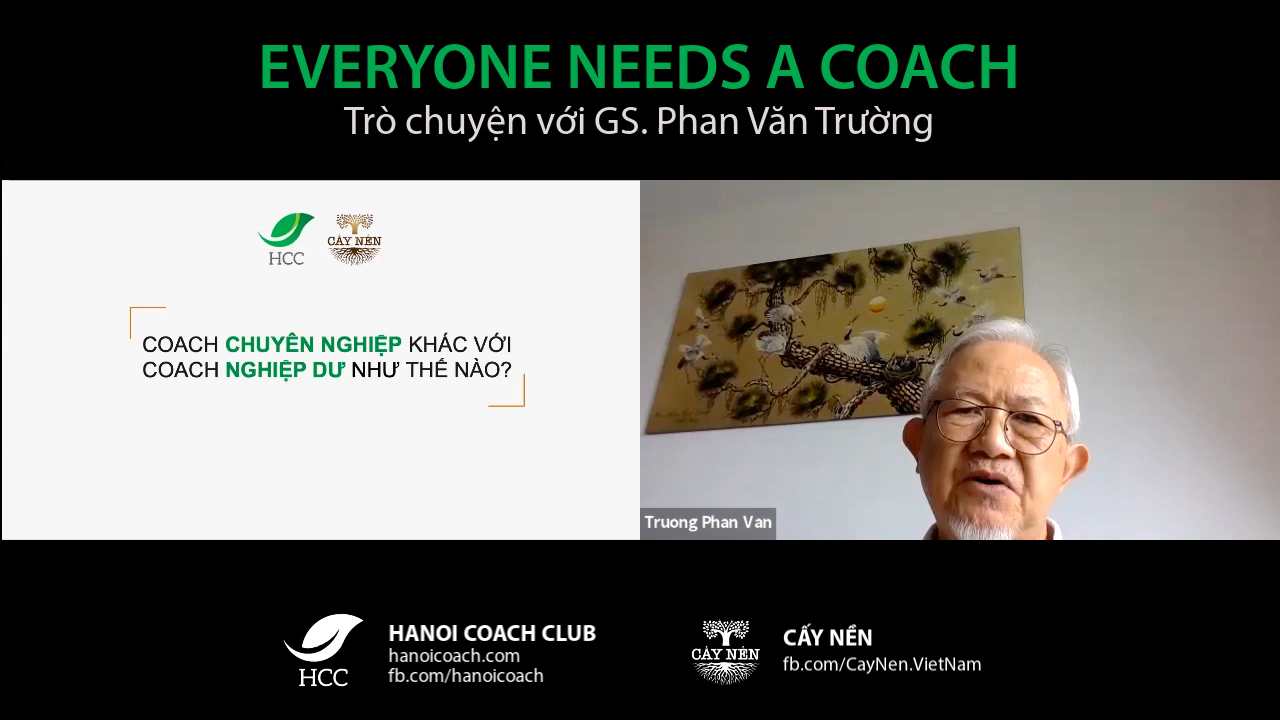 EVERYONE NEEDS A COACH
Trò chuyện với GS. Phan Văn Trường
HCC
CẤY NỀN
COACH CHUYÊN NGHIỆP KHÁC VỚI
COACH NGHIỆP DƯ NHƯ THẾ NÀO?
Truong Phan Van
HCC
HANOI COACH CLUB
hanoicoach.com
fb.com/hanoicoach
CẤY NỀN
CẤY NỀN
fb.com/CayNen.VietNam